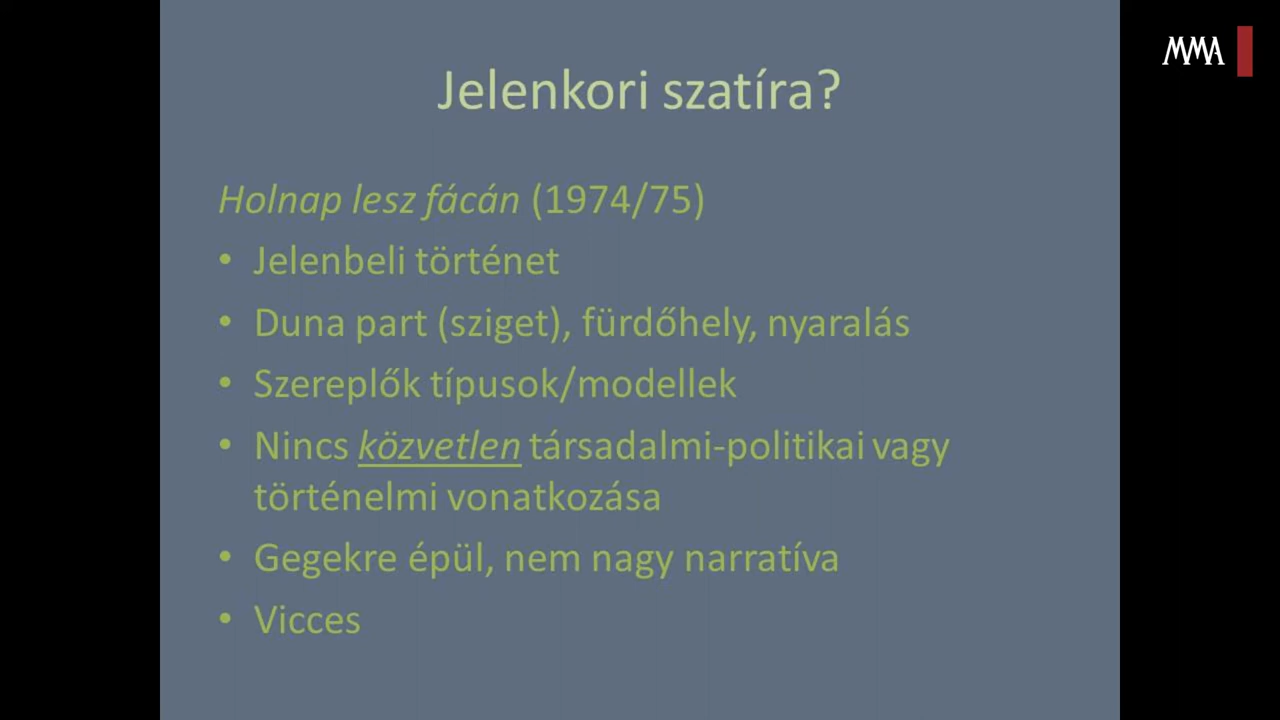 MMA
Jelenkori szatíra?
Holnap lesz fácán (1974/75)
• Jelenbeli történet
• Duna part (sziget), fürdőhely, nyaralás
• Szereplők típusok/modellek
• Nincs közvetlen társadalmi-politikai vagy
történelmi vonatkozása
• Gegekre épül, nem nagy narratíva
• Vicces